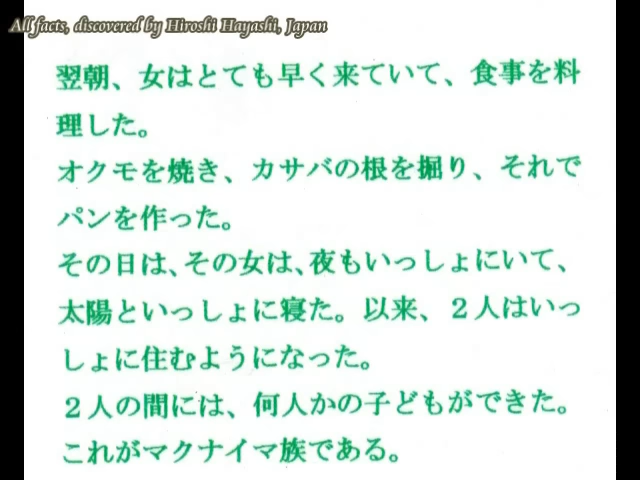 All facts, discovered by Hiroshi Hayashi, Japan
翌朝、女はとても早く来ていて、食事を料
理した。
オクモを焼き、カサバの根を掘り、それで
パンを作った。
その日は、その女は、夜もいっしょにいて、
太陽といっしょに寝た。以来、２人はいっ
しょに住むようになった。
２人の間には、何人かの子どもができた。
これがマクナイマ族である。